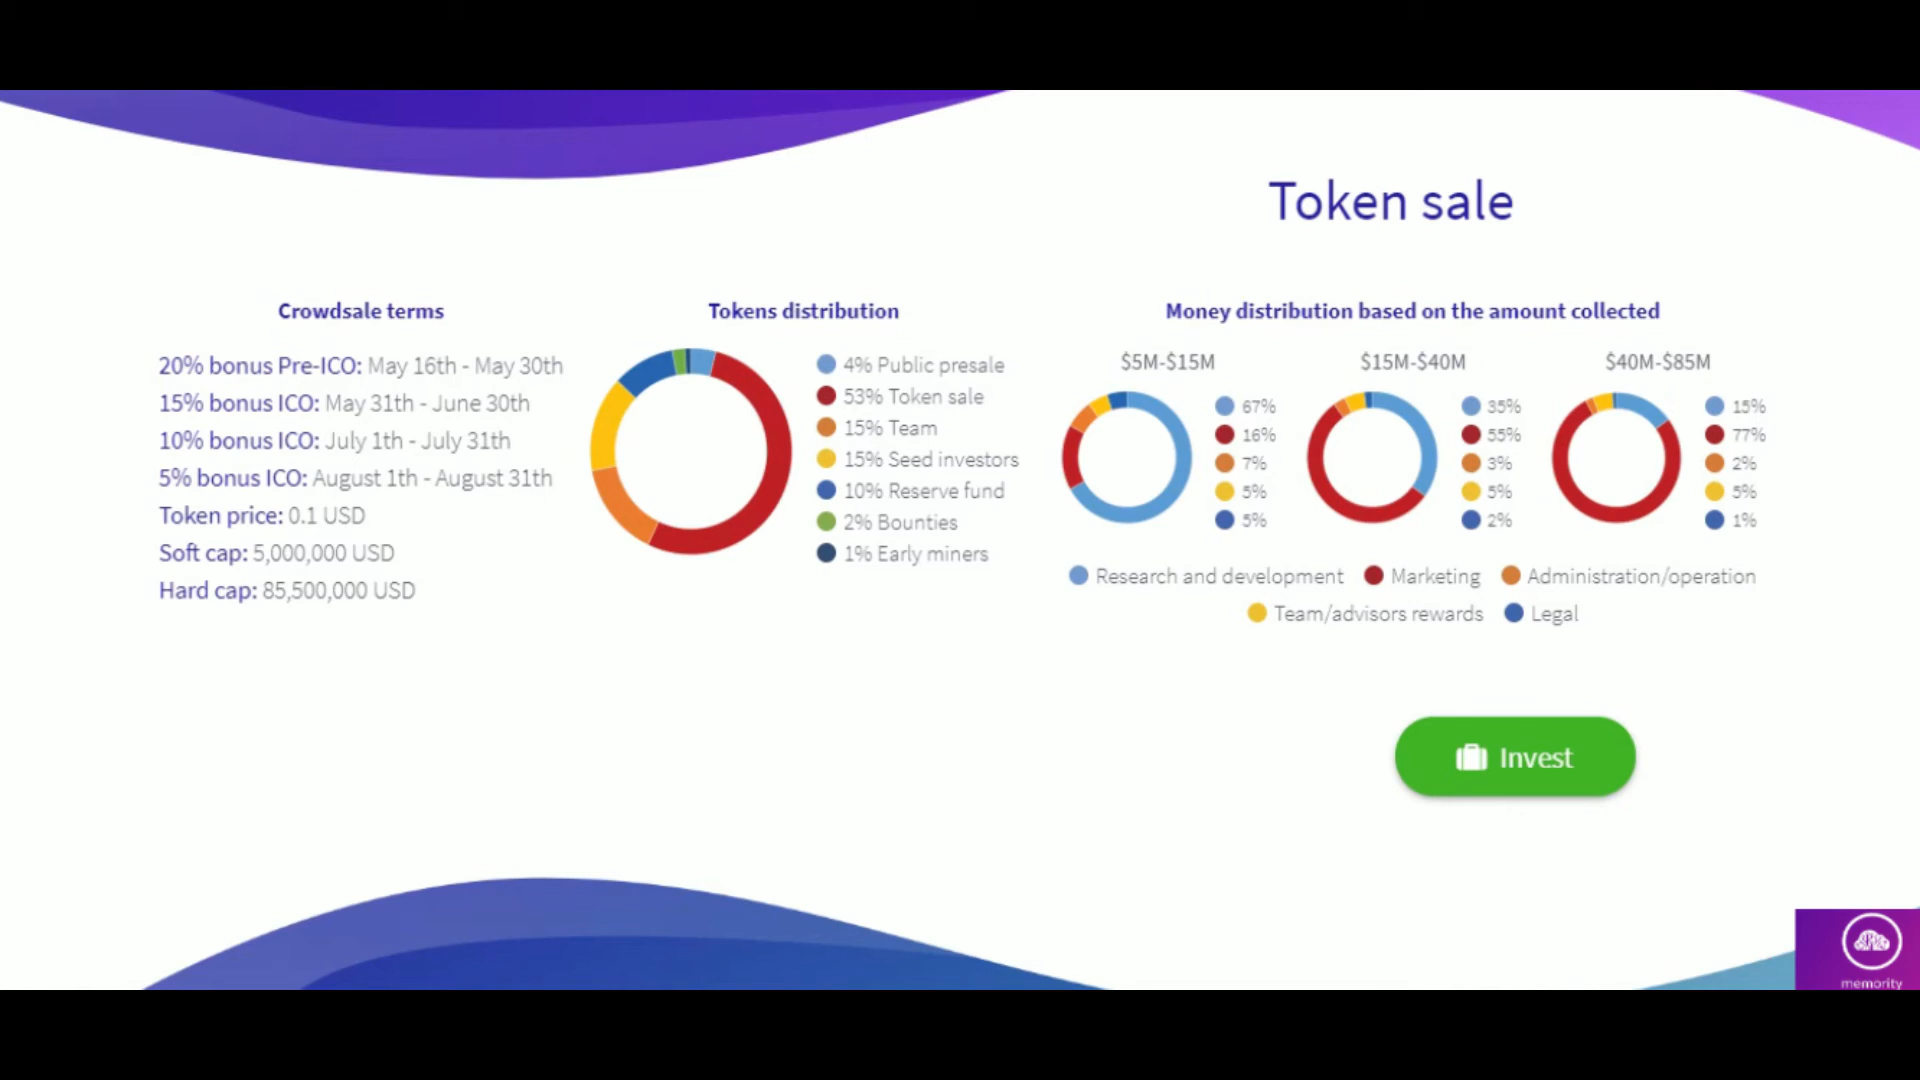 Token sale
Crowdsale terms
20% bonus Pre-ICO: May 16th - May 30th
15% bonus ICO: May 31th - June 30th
10% bonus ICO: July 1th - July 31th
5% bonus ICO: August 1th - August 31th
Token price: 0.1 USD
Soft cap: 5,000,000 USD
Hard cap: 85,500,000 USD
Tokens distribution
4% Public presale
53% Token sale
15% Team
15% Seed investors
10% Reserve fund
2% Bounties
1% Early miners
Money distribution based on the amount collected
$5M-$15M
67%
16%
7%
5%
5%
$15M-$40M
35%
55%
3%
5%
2%
$40M-$85M
15%
77%
2%
5%
1%
Research and development Marketing Administration/operation
Team/advisors rewards Legal
Invest
memority